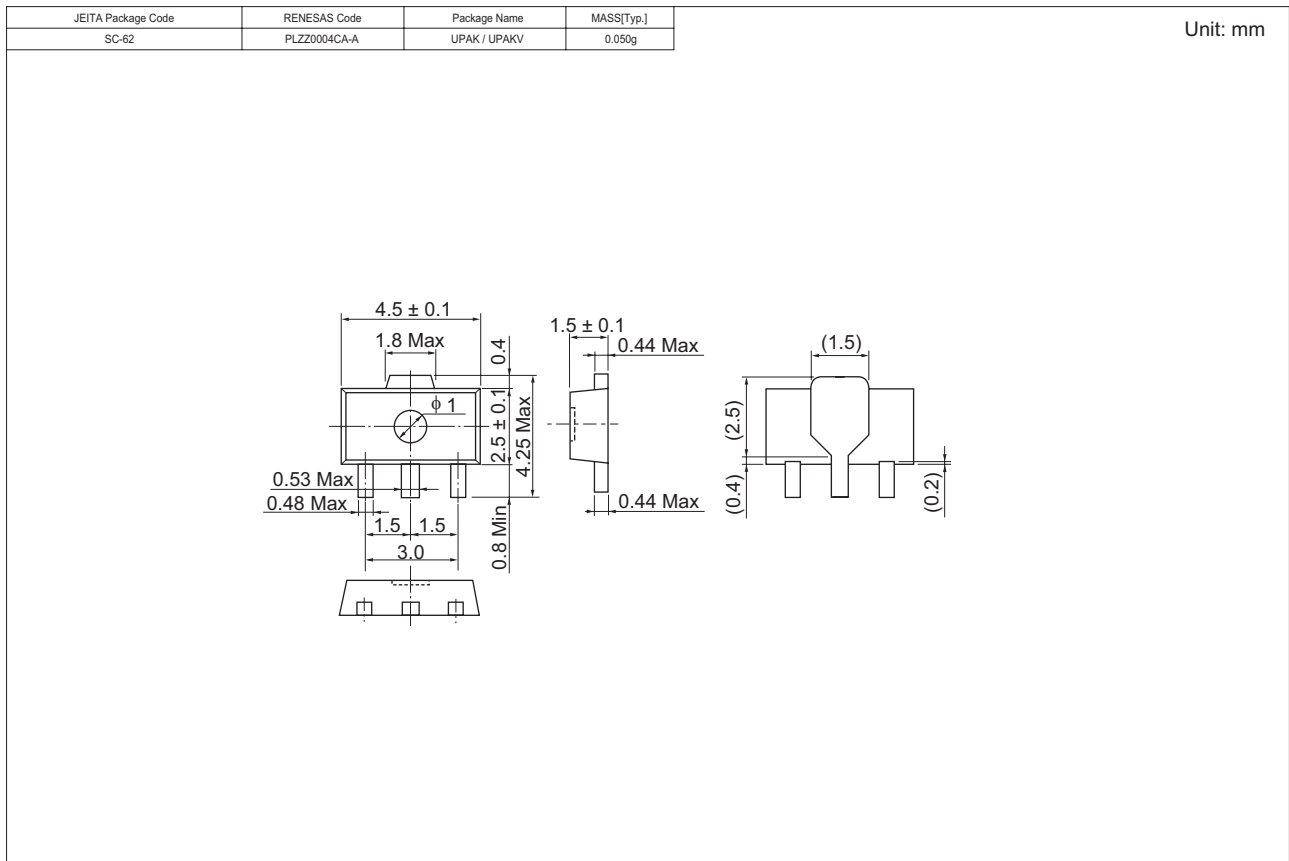 JEITA Package Code RENESAS Code Package Name MASS[Typ.]
SC-62 PLZZ0004CA-A UPAK / UPAKV 0.050g
Unit: mm
4.5 ± 0.1
1.8 Max
0.4
ϕ 1
2.5 ± 0.1
4.25 Max
0.53 Max
0.48 Max
1.5 1.5
3.0
0.8 Min
1.5 ± 0.1
0.44 Max
0.44 Max
(1.5)
(2.5)
(0.4)
(0.2)